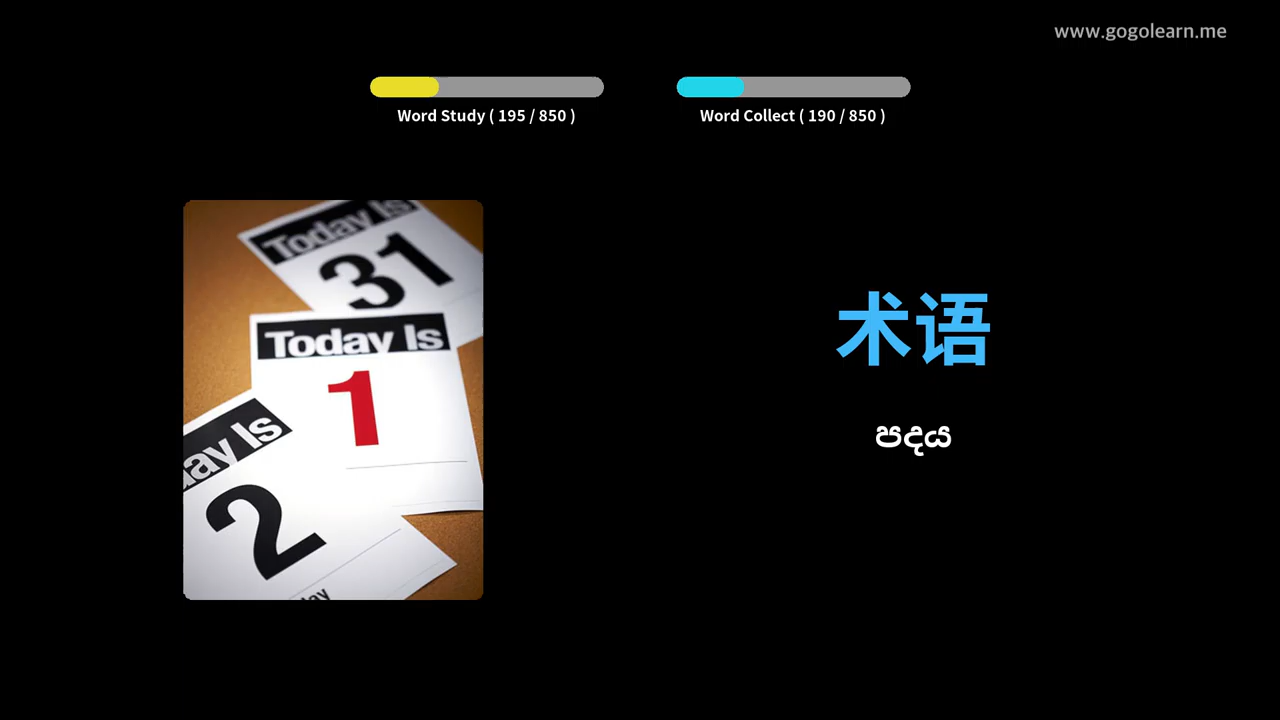 www.gogolearn.me
Word Study ( 195 / 850 )
Word Collect ( 190 / 850 )
Today Is
31
Today Is
1
ay Is
2
ay
术语
පදය